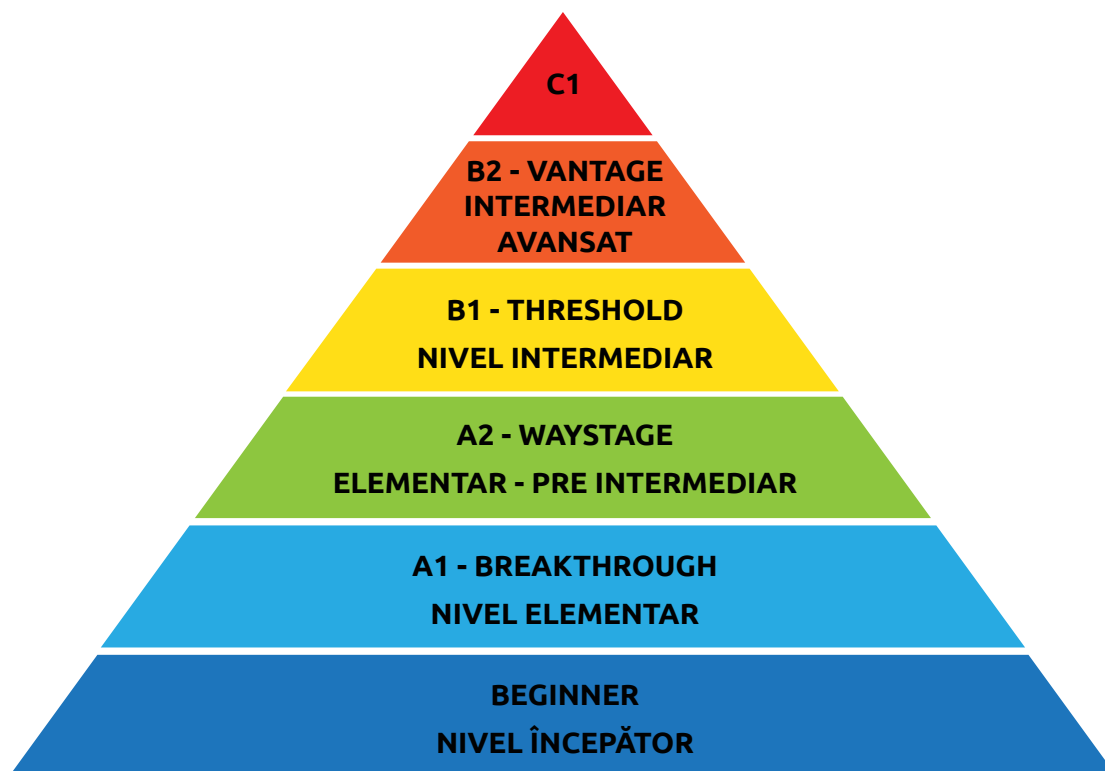 C1
B2 - VANTAGE
INTERMEDIAR
AVANSAT
B1 - THRESHOLD
NIVEL INTERMEDIAR
A2 - WAYSTAGE
ELEMENTAR - PRE INTERMEDIAR
A1 - BREAKTHROUGH
NIVEL ELEMENTAR
BEGINNER
NIVEL ÎNCEPĂTOR